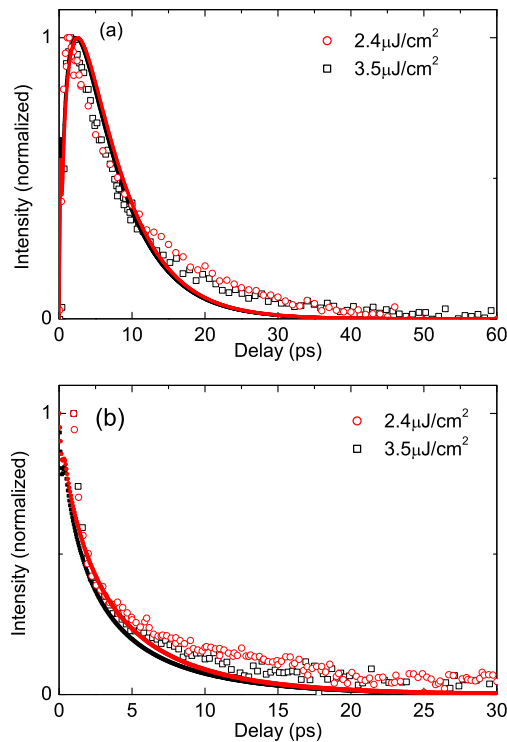 (a)
2.4μJ/cm²
3.5μJ/cm²
1
Intensity (normalized)
0
0 10 20 30 40 50 60
Delay (ps)
(b)
2.4μJ/cm²
3.5μJ/cm²
1
Intensity (normalized)
0
0 5 10 15 20 25 30
Delay (ps)